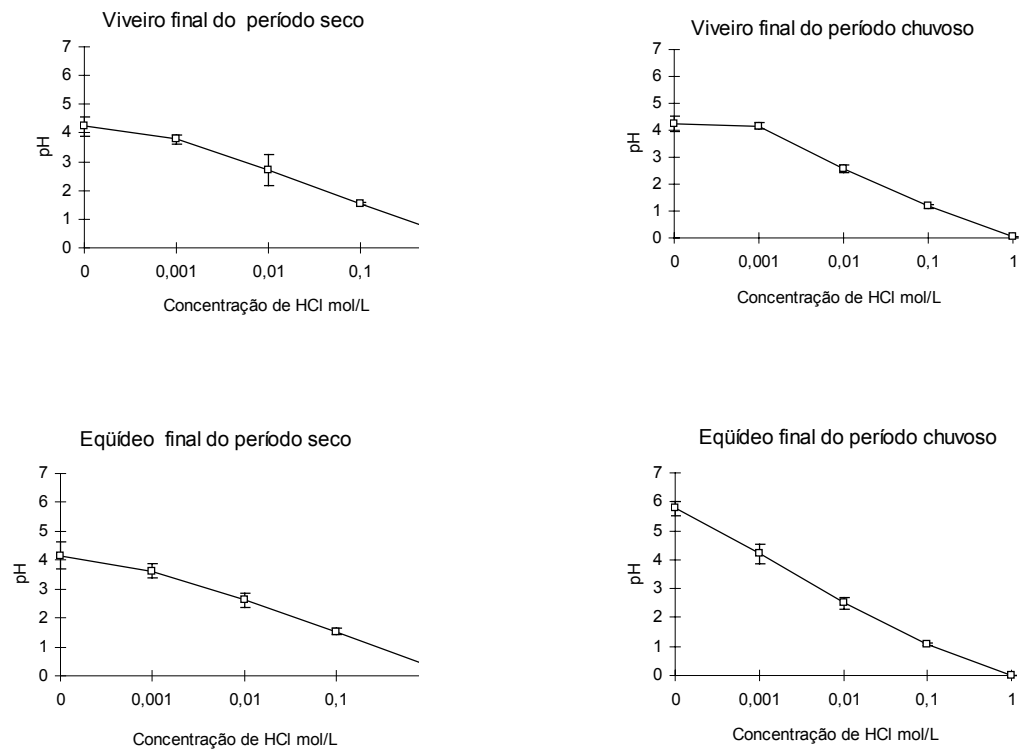 Viveiro final do período seco
7
6
5
4
3
2
1
0
pH
0 0,001 0,01 0,1
Concentração de HCl mol/L
Viveiro final do período chuvoso
7
6
5
4
3
2
1
0
pH
0 0,001 0,01 0,1 1
Concentração de HCl mol/L
Eqüídeo final do período seco
7
6
5
4
3
2
1
0
pH
0 0,001 0,01 0,1
Concentração de HCl mol/L
Eqüídeo final do período chuvoso
7
6
5
4
3
2
1
0
pH
0 0,001 0,01 0,1 1
Concentração de HCl mol/L